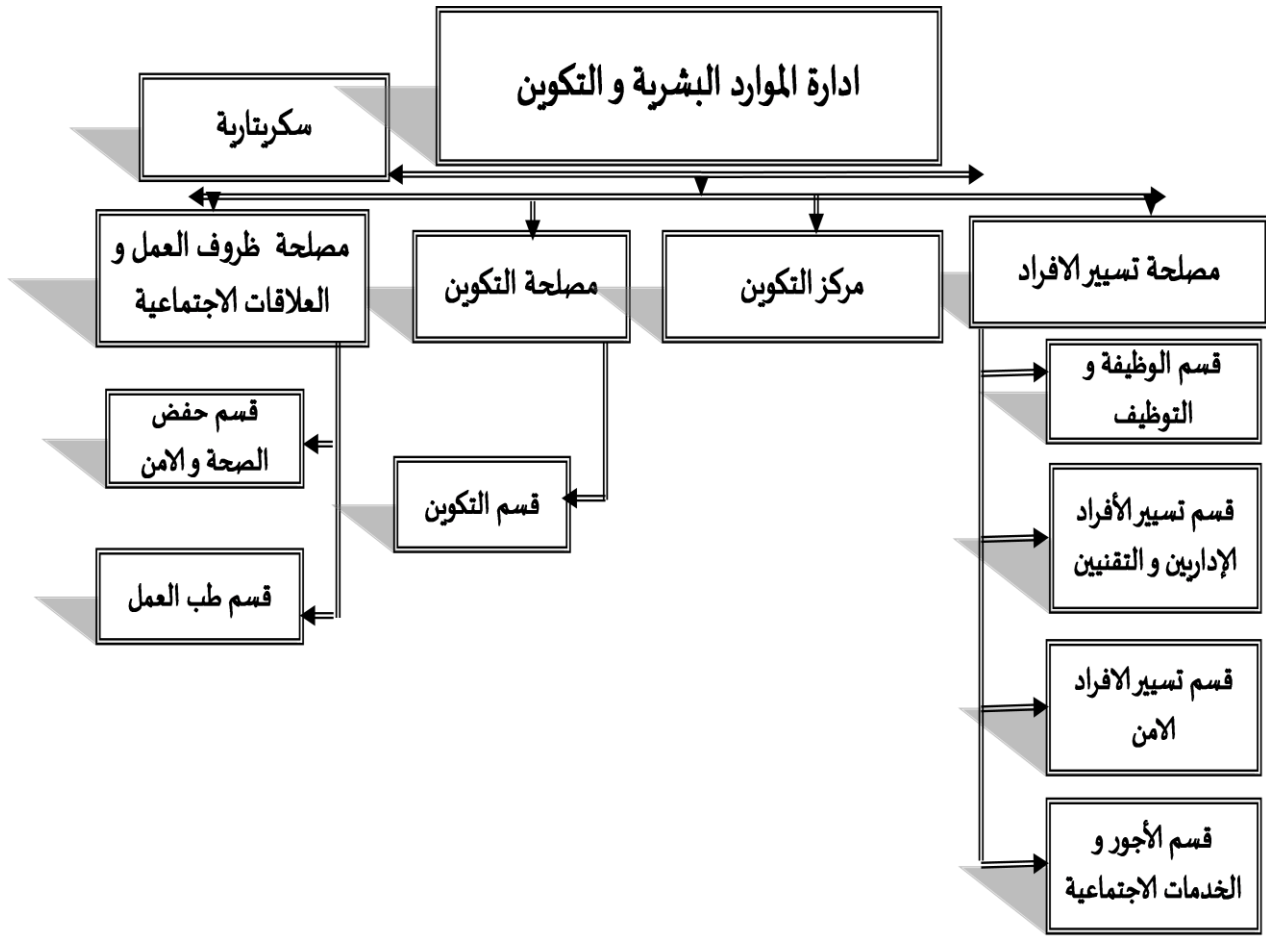 ادارة الموارد البشرية و التكوين
سكريتارية
مصلحة تسيير الافراد
مركز التكوين
مصلحة التكوين
مصلحة ظروف العمل و
العلاقات الاجتماعية
قسم الوظيفة و
التوظيف
قسم تسيير الأفراد
الإداريين و التقنيين
قسم تسيير الافراد
الامن
قسم الأجور و
الخدمات الاجتماعية
قسم التكوين
قسم حفض
الصحة و الامن
قسم طب العمل